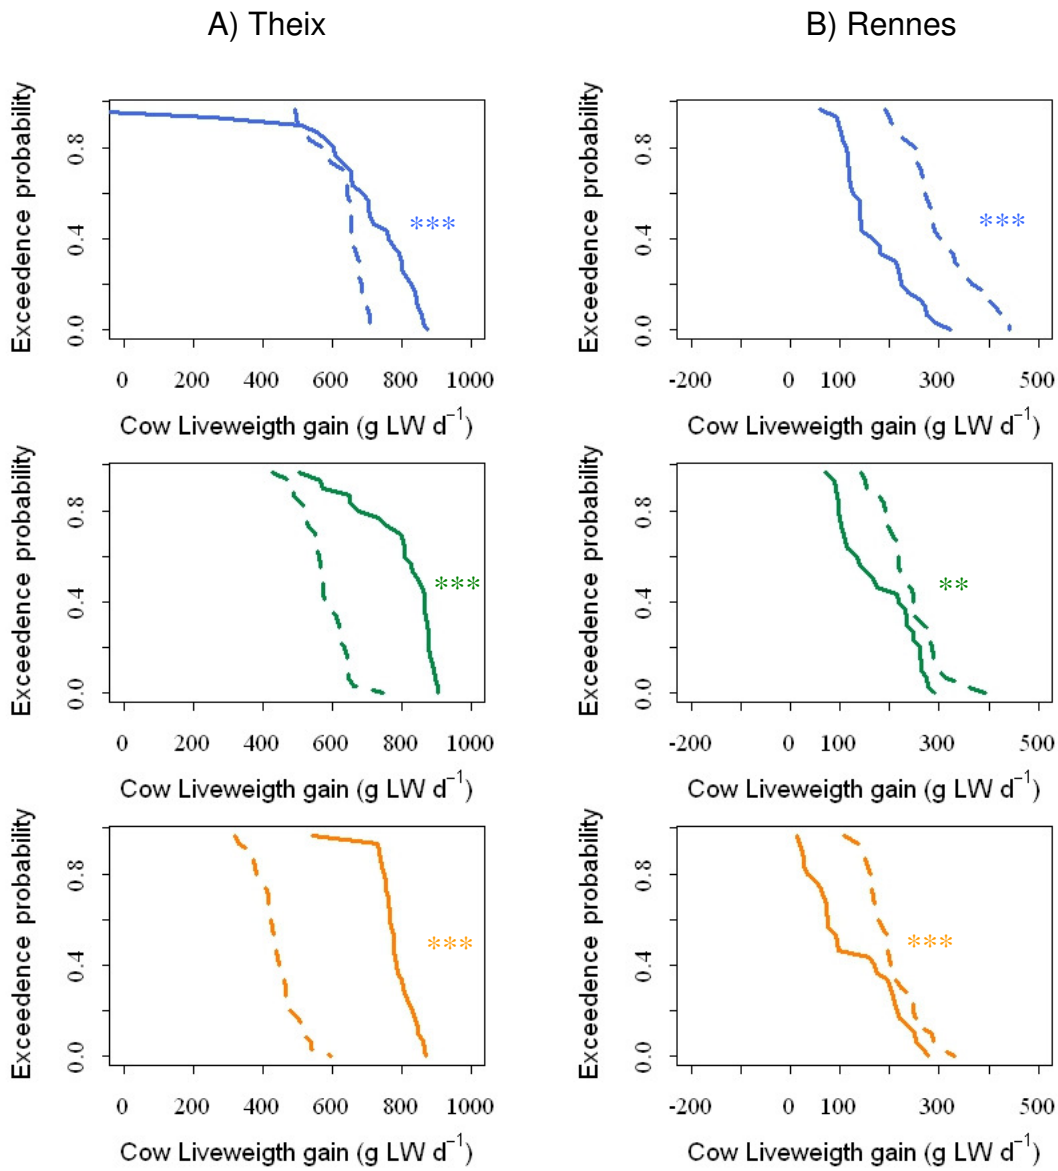 A) Theix
B) Rennes
Exceedence probability
0.0 0.4 0.8
***
0 200 400 600 800 1000
Cow Liveweigth gain (g LW d⁻¹)
Exceedence probability
0.0 0.4 0.8
***
-200 0 100 300 500
Cow Liveweigth gain (g LW d⁻¹)
Exceedence probability
0.0 0.4 0.8
***
0 200 400 600 800 1000
Cow Liveweigth gain (g LW d⁻¹)
Exceedence probability
0.0 0.4 0.8
**
-200 0 100 300 500
Cow Liveweigth gain (g LW d⁻¹)
Exceedence probability
0.0 0.4 0.8
***
0 200 400 600 800 1000
Cow Liveweigth gain (g LW d⁻¹)
Exceedence probability
0.0 0.4 0.8
***
-200 0 100 300 500
Cow Liveweigth gain (g LW d⁻¹)